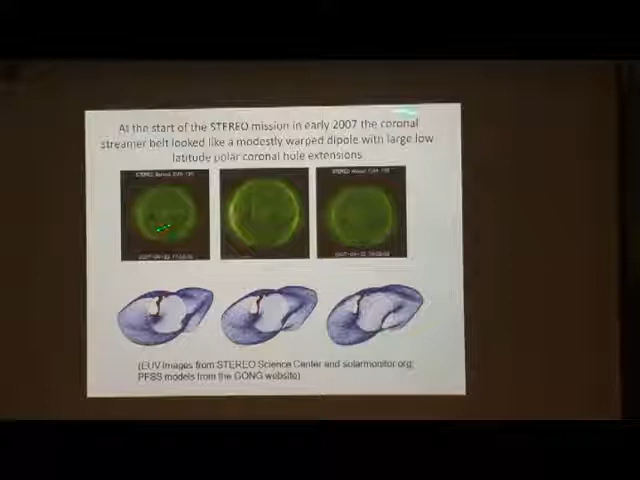 At the start of the STEREO mission in early 2007 the coronal
streamer belt looked like a modestly warped dipole with large low
latitude polar coronal hole extensions
(EUV images from STEREO Science Center and solarmonitor.org;
PFSS models from the GONG website)